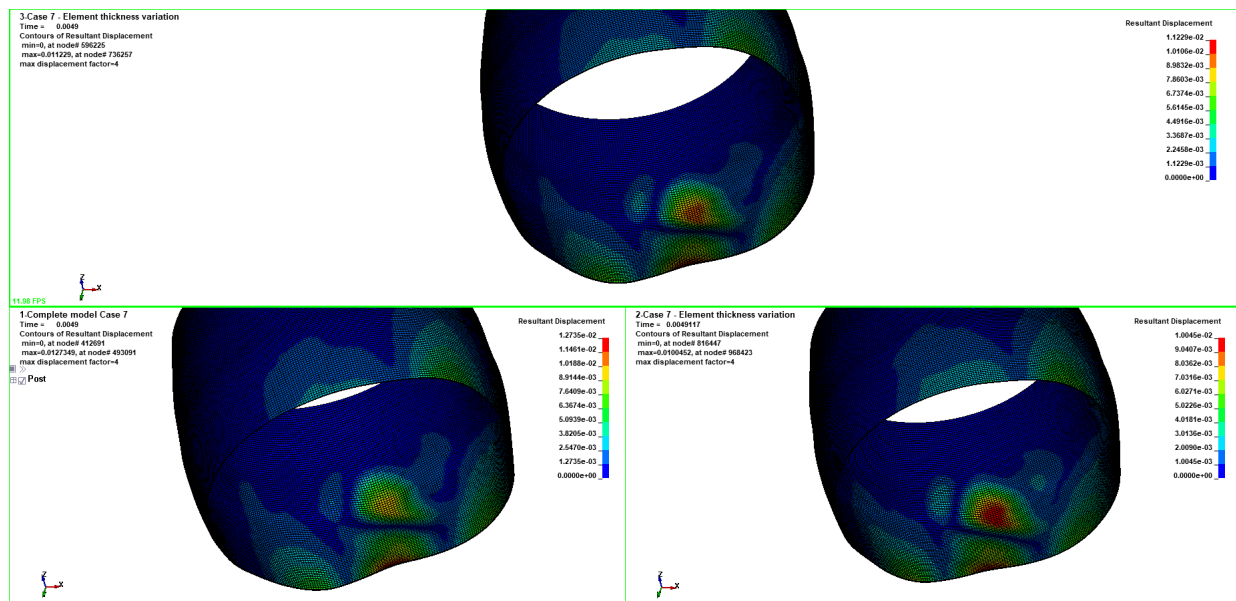 3-Case 7 - Element thickness variation
Time = 0.0049
Contours of Resultant Displacement
min=0, at node# 596225
max=0.011229, at node# 736257
max displacement factor=4
Resultant Displacement
1.1229e-02
1.0106e-02
8.9832e-03
7.8603e-03
6.7374e-03
5.6145e-03
4.4916e-03
3.3687e-03
2.2458e-03
1.1229e-03
0.0000e+00
Z
X
11.98 FPS
1-Complete model Case 7
Time = 0.0049
Contours of Resultant Displacement
min=0, at node# 412691
max=0.0127349, at node# 493091
max displacement factor=4
Post
Resultant Displacement
1.2735e-02
1.1461e-02
1.0188e-02
8.9144e-03
7.6409e-03
6.3674e-03
5.0939e-03
3.8205e-03
2.5470e-03
1.2735e-03
0.0000e+00
Z
X
2-Case 7 - Element thickness variation
Time = 0.0049117
Contours of Resultant Displacement
min=0, at node# 816447
max=0.0100452, at node# 968423
max displacement factor=4
Resultant Displacement
1.0045e-02
9.0407e-03
8.0362e-03
7.0316e-03
6.0271e-03
5.0226e-03
4.0181e-03
3.0136e-03
2.0090e-03
1.0045e-03
0.0000e+00
Z
X